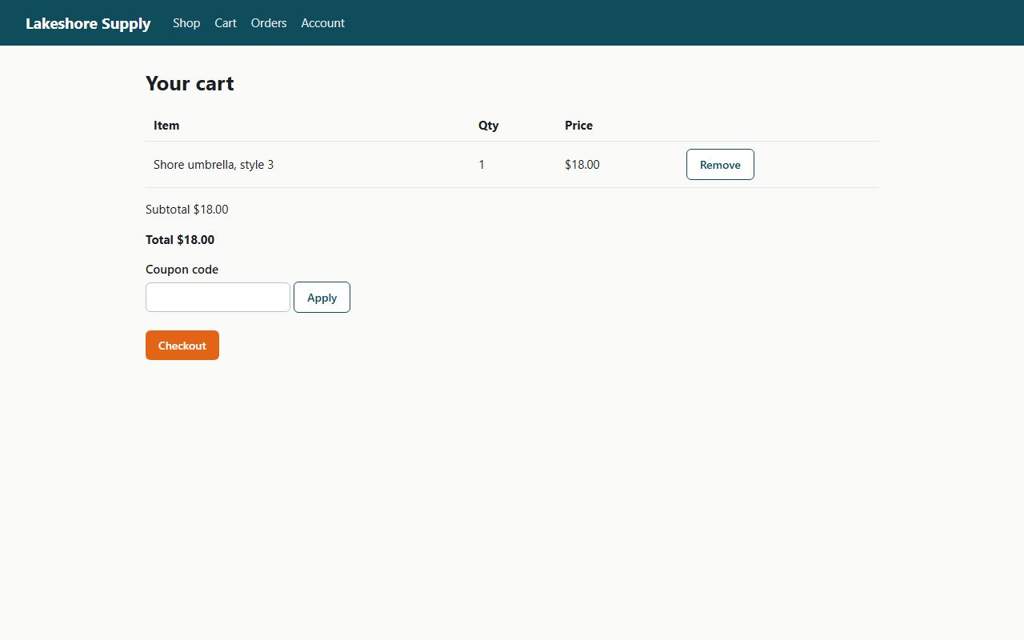 Lakeshore Supply Shop Cart Orders Account
Your cart
Item Qty Price
Shore umbrella, style 3 1 $18.00 Remove
Subtotal $18.00
Total $18.00
Coupon code
Apply
Checkout